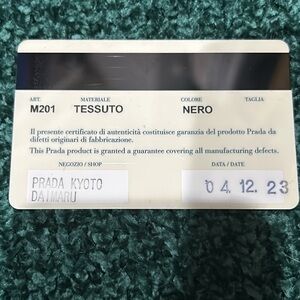 ART. MATERIALE COLORE TAGLIA
M201 TESSUTO NERO
Il presente certificato di autenticità costituisce garanzia del prodotto Prada da
difetti originari di fabbricazione.
This Prada product is granted a guarantee covering all manufacturing defects.
NEGOZIO / SHOP DATA / DATE
PRADA KYOTO
DAIMARU
04.12.23